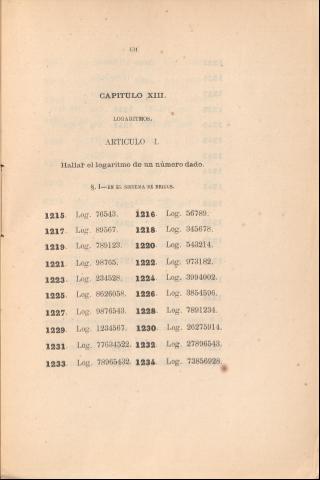 CAPITULO XIII.
LOGARITMOS.
ARTICULO I.
Hallar el logaritmo de un número dado.
§. I—EN EL SISTEMA DE BRIGGS.
1215. Log. 76543. 1216. Log. 56789.
1217. Log. 89567. 1218. Log. 345678.
1219. Log. 789123. 1220. Log. 543214.
1221. Log. 98765. 1222. Log. 973182.
1223. Log. 234528. 1224. Log. 3994002.
1225. Log. 8626058. 1226. Log. 3854506.
1227. Log. 9876543. 1228. Log. 7891234.
1229. Log. 1234567. 1230. Log. 26275914.
1231. Log. 77634522. 1232. Log. 27896543.
1233. Log. 78965432. 1234. Log. 73856928.